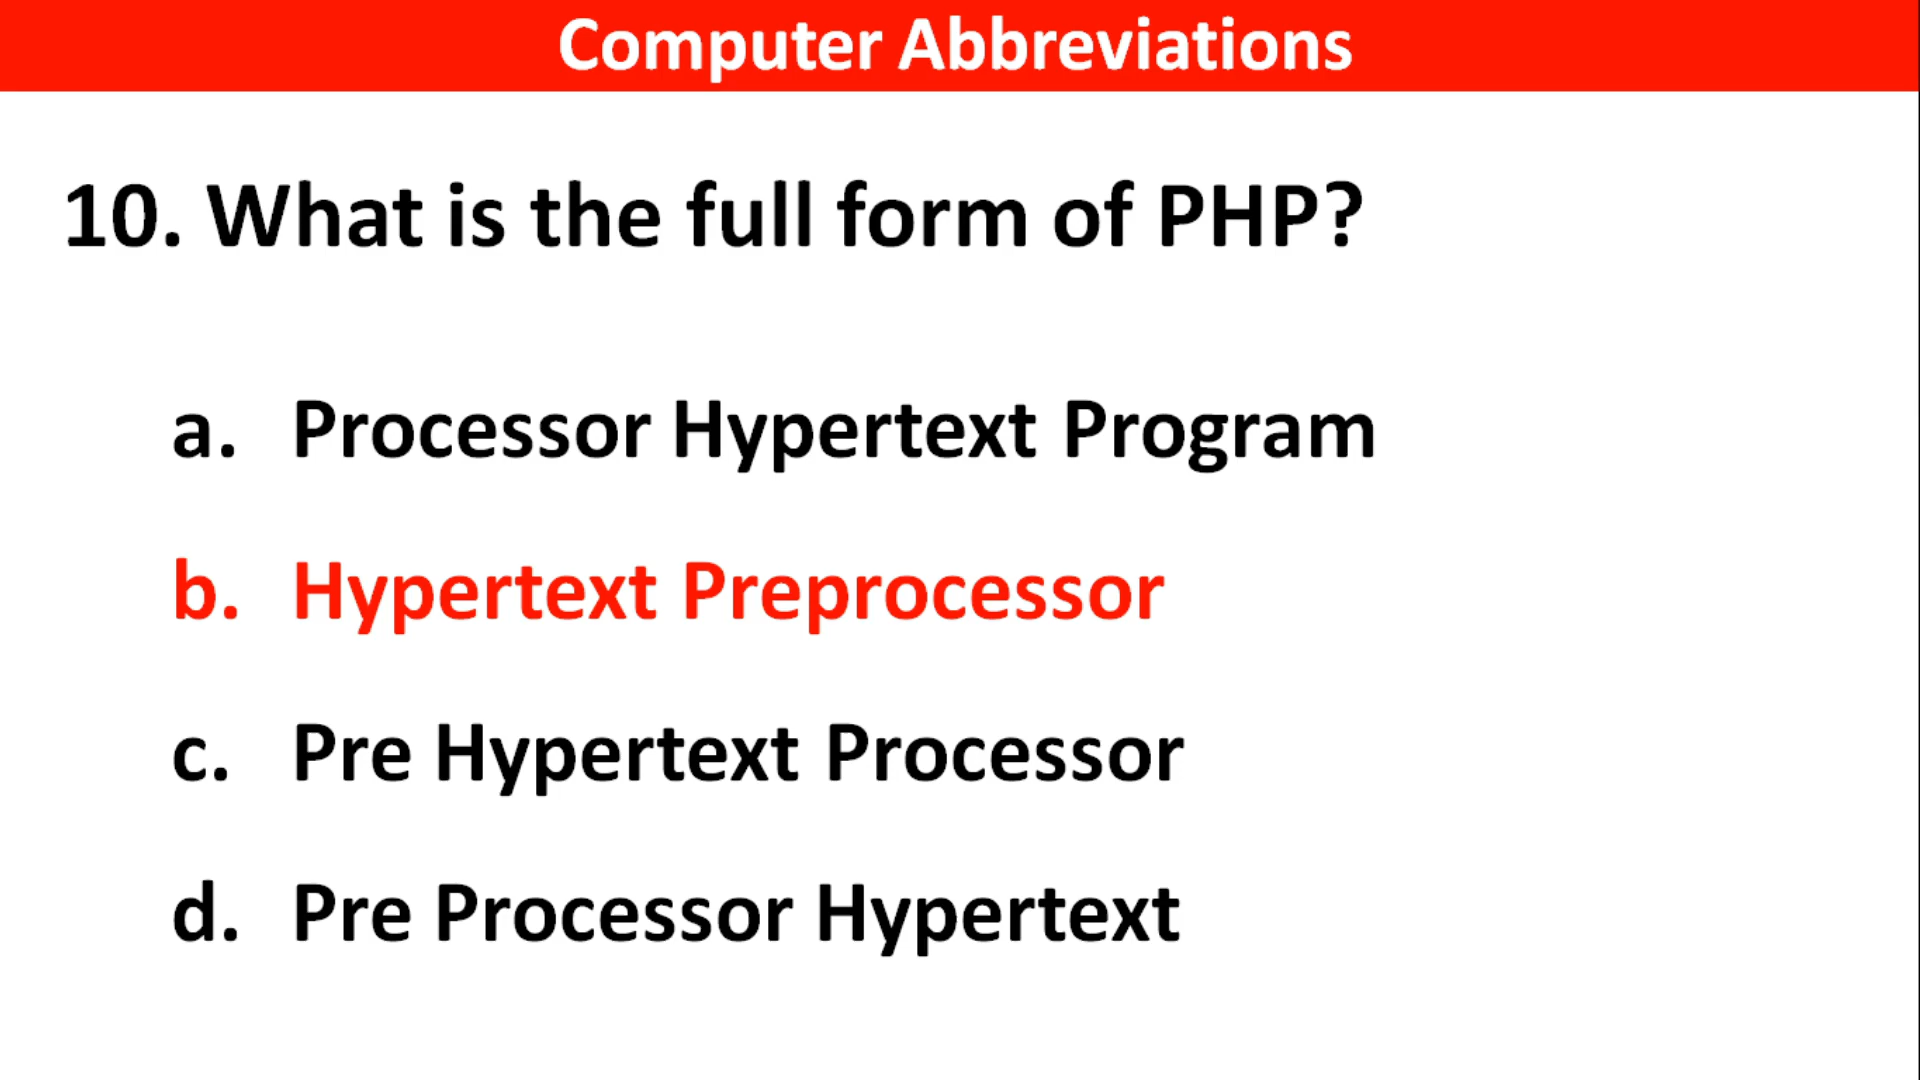 Computer Abbreviations
10. What is the full form of PHP?
a. Processor Hypertext Program
b. Hypertext Preprocessor
c. Pre Hypertext Processor
d. Pre Processor Hypertext